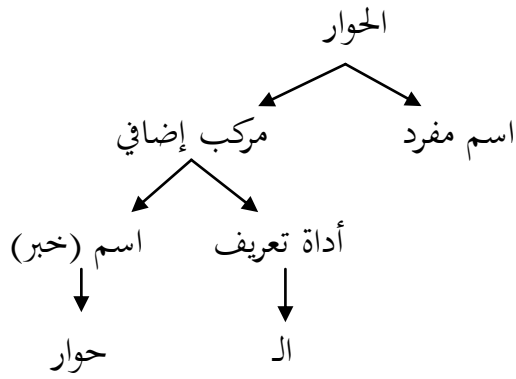 الحوار
اسم مفرد مركب إضافي
أداة تعريف اسم (خبر)
الـ حوار